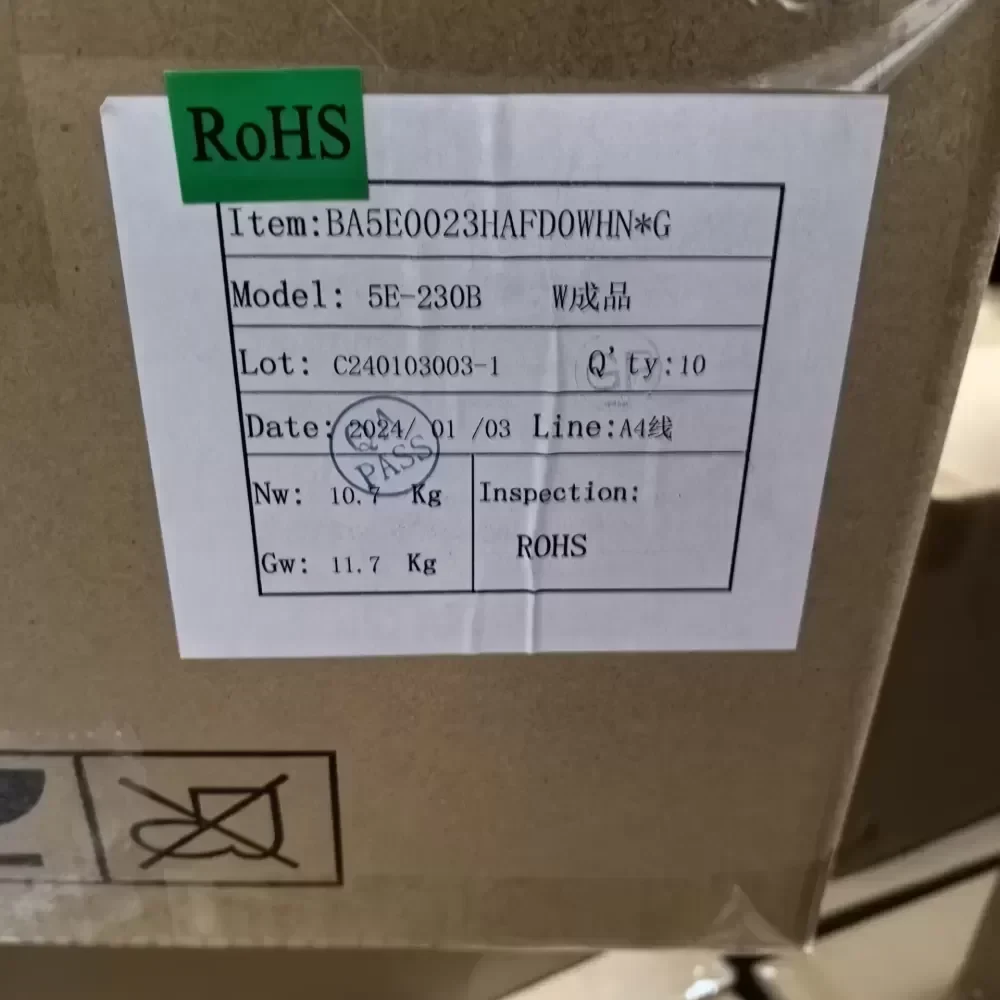 RoHS
Item:BA5E0023HAFD0WHN*G
Model: 5E-230B W成品
Lot: C240103003-1 Q'ty:10
Date: 2024/ 01 /03 Line:A4线
QA
PASS
Nw: 10.7 Kg
Inspection:
Gw: 11.7 Kg
ROHS